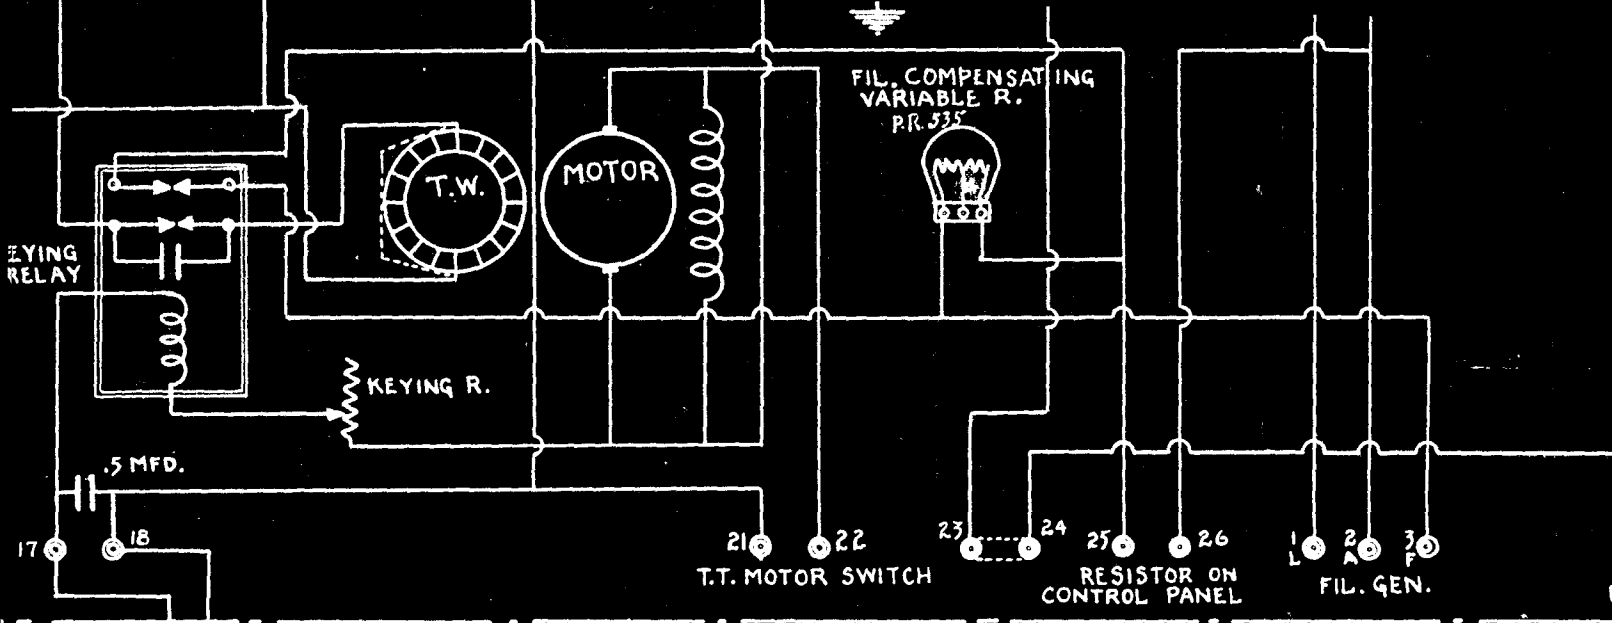 FIL. COMPENSATING
VARIABLE R.
P.R. 535
T.W.
MOTOR
EYING
RELAY
KEYING R.
.5 MFD.
17
18
21
22
T.T. MOTOR SWITCH
23
24
25
26
RESISTOR ON
CONTROL PANEL
1
L
2
A
3
F
FIL. GEN.